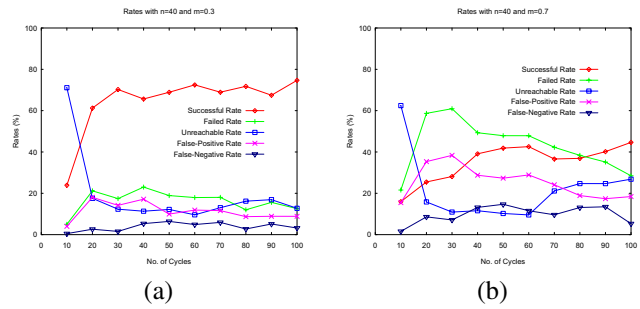 Rates with n=40 and m=0.3
100
80
60
40
20
0
Rates (%)
Successful Rate
Failed Rate
Unreachable Rate
False-Positive Rate
False-Negative Rate
0 10 20 30 40 50 60 70 80 90 100
No. of Cycles
(a)
Rates with n=40 and m=0.7
100
80
60
40
20
0
Rates (%)
Successful Rate
Failed Rate
Unreachable Rate
False-Positive Rate
False-Negative Rate
0 10 20 30 40 50 60 70 80 90 100
No. of Cycles
(b)